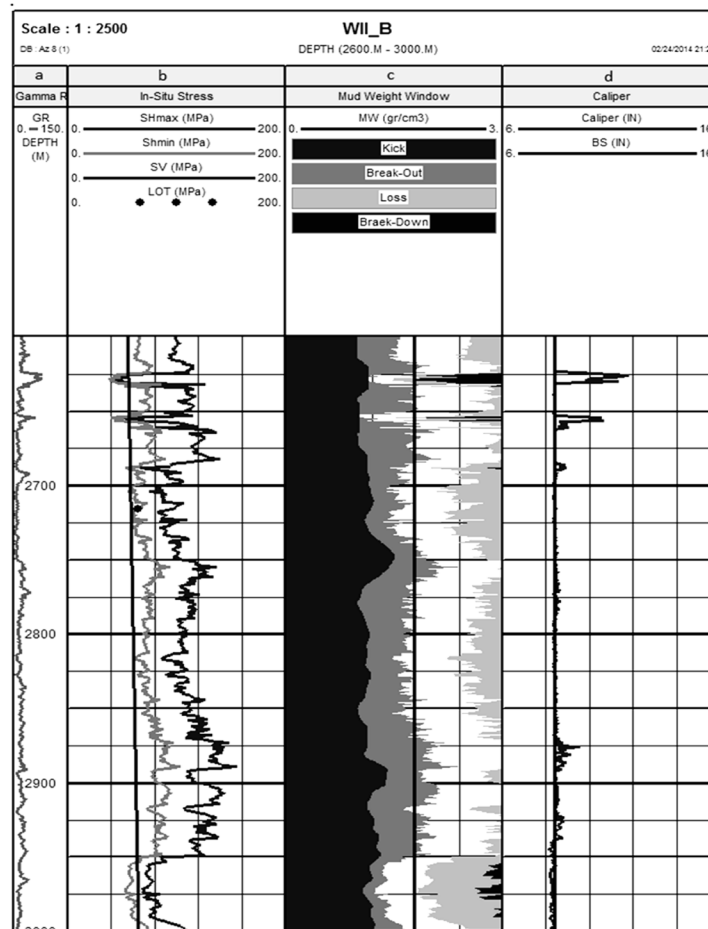 Scale : 1 : 2500
WII_B
DB : Az 8 (1)
DEPTH (2600.M - 3000.M)
02/24/2014 21:2
a b c d
Gamma R In-Situ Stress Mud Weight Window Caliper
GR
0. 150.
DEPTH
(M)
SHmax (MPa)
0. 200.
Shmin (MPa)
0. 200.
SV (MPa)
0. 200.
LOT (MPa)
0. 200.
MW (gr/cm3)
0. 3.
Kick
Break-Out
Loss
Braek-Down
Caliper (IN)
6. 16
BS (IN)
6. 16
2700
2800
2900